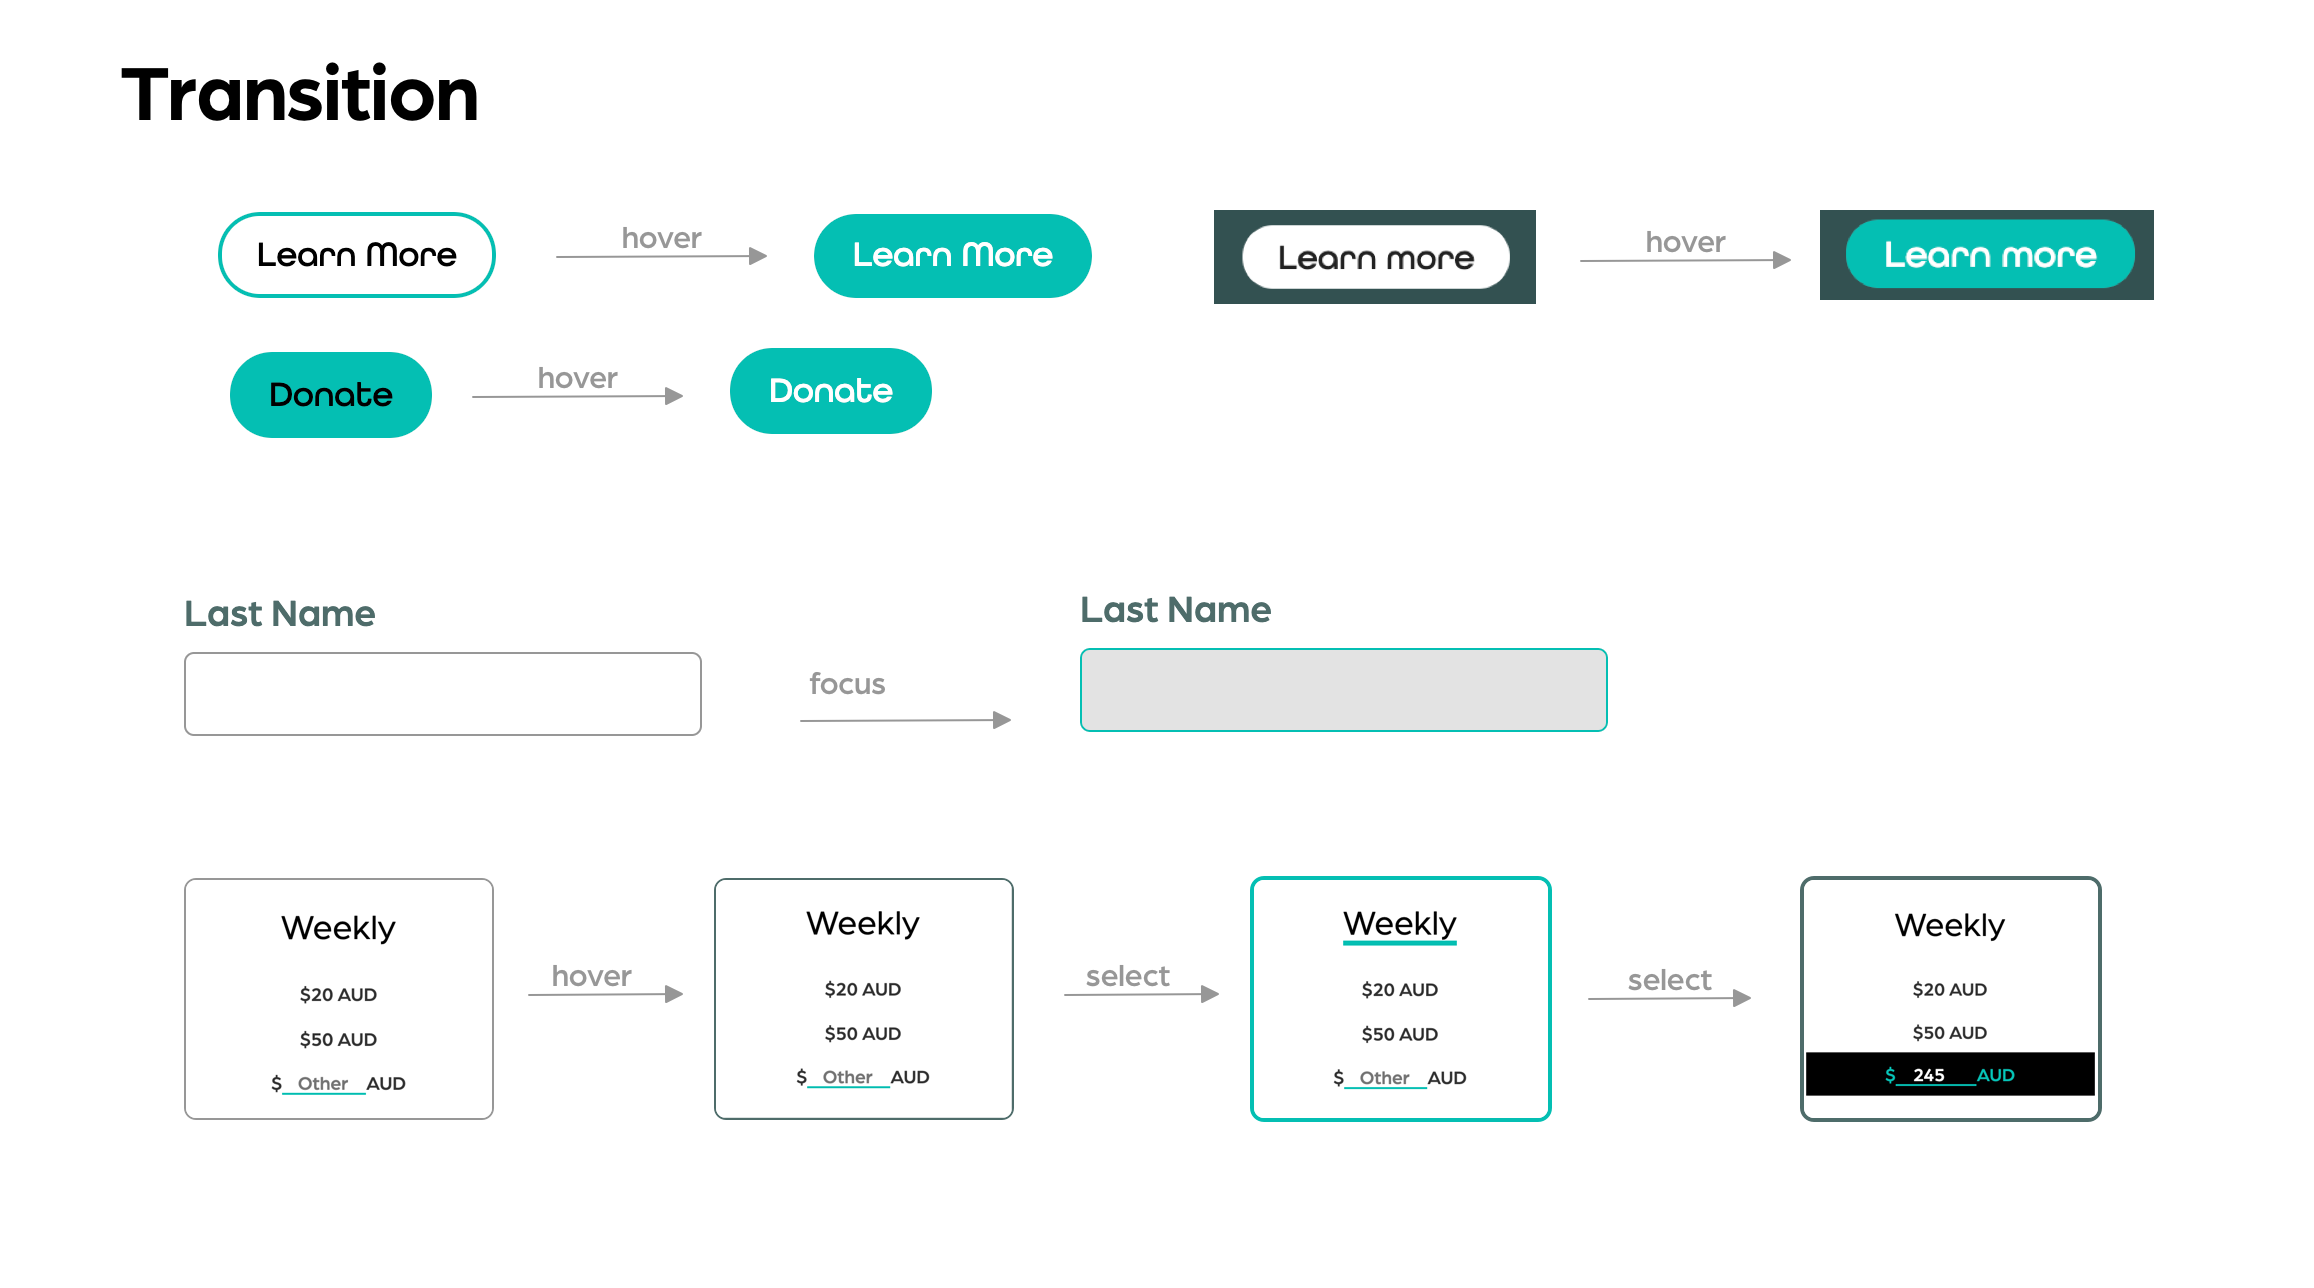 Transition
Learn More
hover
Learn More
Learn more
hover
Learn more
Donate
hover
Donate
Last Name
focus
Last Name
Weekly
$20 AUD
$50 AUD
$ Other AUD
hover
Weekly
$20 AUD
$50 AUD
$ Other AUD
select
Weekly
$20 AUD
$50 AUD
$ Other AUD
select
Weekly
$20 AUD
$50 AUD
$ 245 AUD